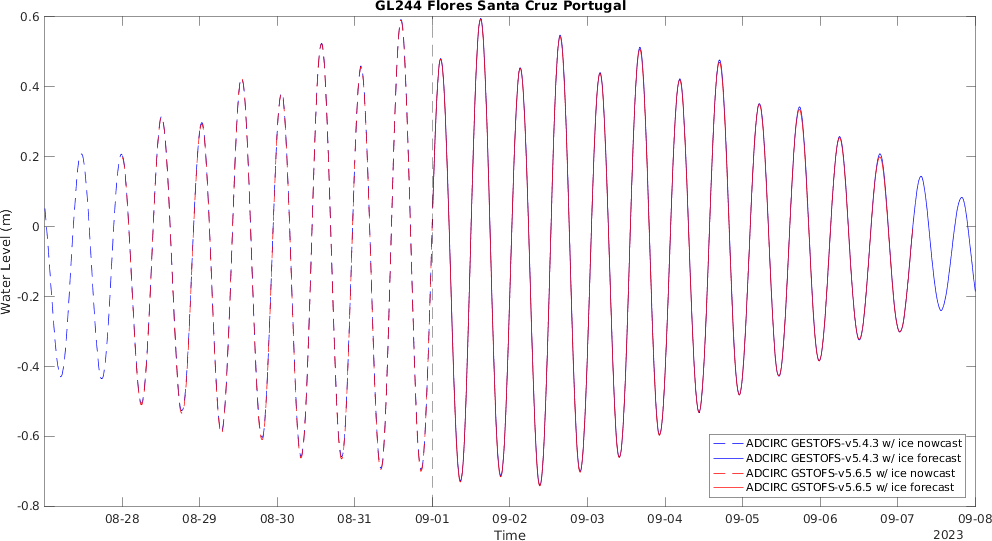 GL244 Flores Santa Cruz Portugal
0.6
0.4
0.2
0
-0.2
-0.4
-0.6
-0.8
Water Level (m)
ADCIRC GESTOFS-v5.4.3 w/ ice nowcast
ADCIRC GESTOFS-v5.4.3 w/ ice forecast
ADCIRC GSTOFS-v5.6.5 w/ ice nowcast
ADCIRC GSTOFS-v5.6.5 w/ ice forecast
08-28 08-29 08-30 08-31 09-01 09-02 09-03 09-04 09-05 09-06 09-07 09-08
Time
2023